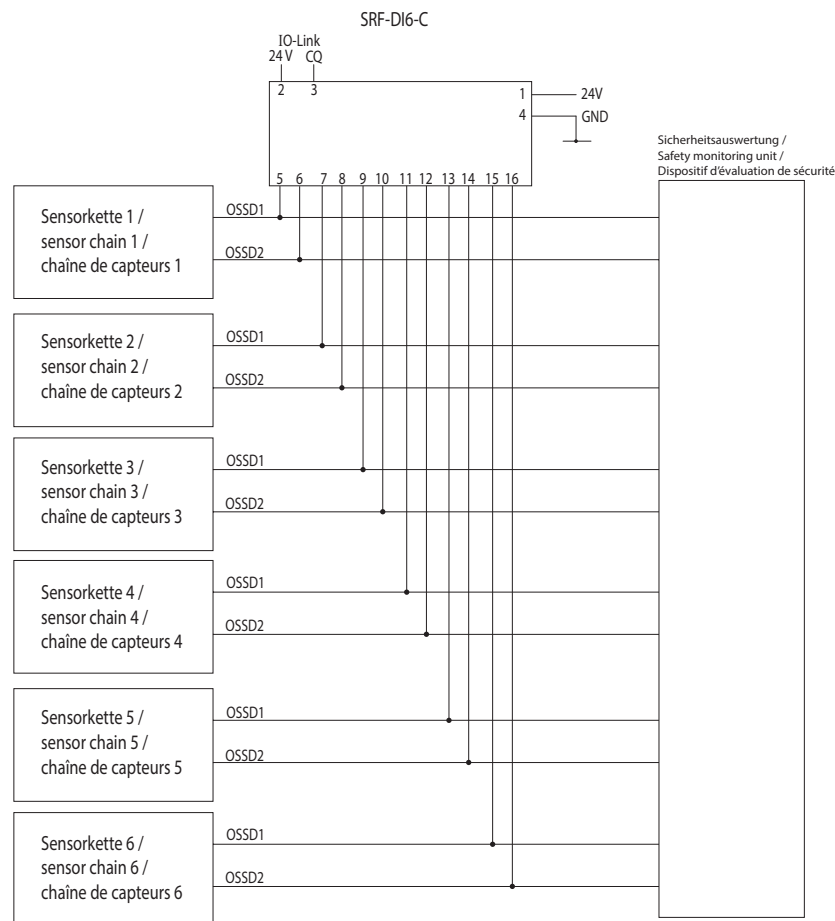 SRF-DI6-C
IO-Link
24 V CQ
2 3
1 24V
4 GND
Sicherheitsauswertung /
Safety monitoring unit /
Dispositif d'évaluation de sécurité
5 6 7 8 9 10 11 12 13 14 15 16
Sensorkette 1 /
sensor chain 1 /
chaîne de capteurs 1
OSSD1
OSSD2
Sensorkette 2 /
sensor chain 2 /
chaîne de capteurs 2
OSSD1
OSSD2
Sensorkette 3 /
sensor chain 3 /
chaîne de capteurs 3
OSSD1
OSSD2
Sensorkette 4 /
sensor chain 4 /
chaîne de capteurs 4
OSSD1
OSSD2
Sensorkette 5 /
sensor chain 5 /
chaîne de capteurs 5
OSSD1
OSSD2
Sensorkette 6 /
sensor chain 6 /
chaîne de capteurs 6
OSSD1
OSSD2